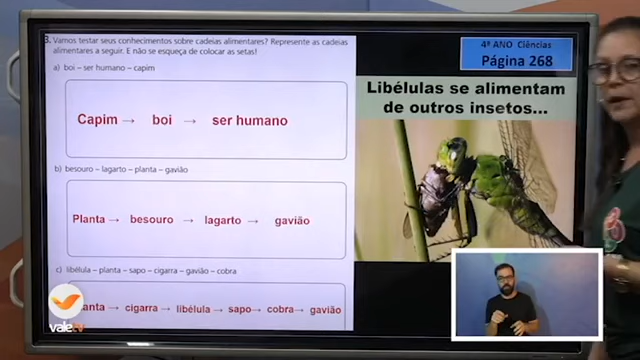 3. Vamos testar seus conhecimentos sobre cadeias alimentares? Represente as cadeias
alimentares a seguir. E não se esqueça de colocar as setas!
a) boi – ser humano – capim
Capim → boi → ser humano
b) besouro – lagarto – planta – gavião
Planta → besouro → lagarto → gavião
c) libélula – planta – sapo – cigarra – gavião – cobra
anta → cigarra → libélula → sapo → cobra → gavião
4º ANO Ciências
Página 268
Libélulas se alimentam
de outros insetos...
vale tv